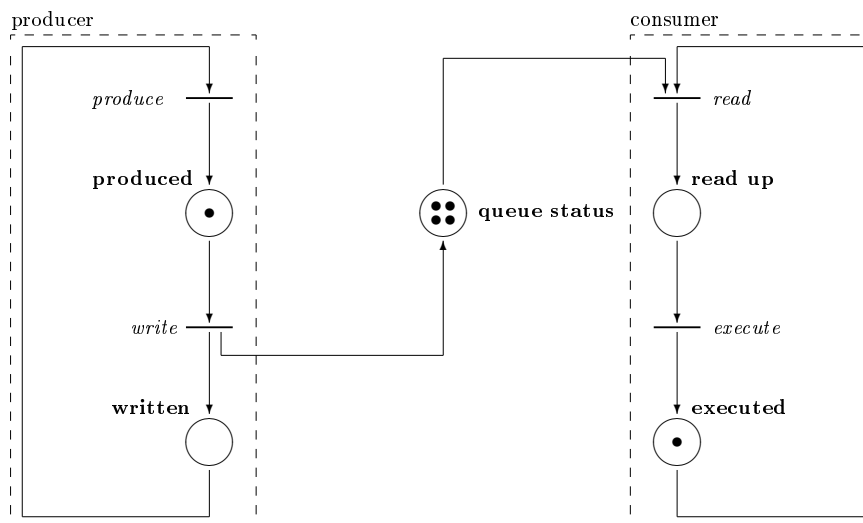 producer
consumer
produce
read
produced
read up
queue status
write
execute
written
executed